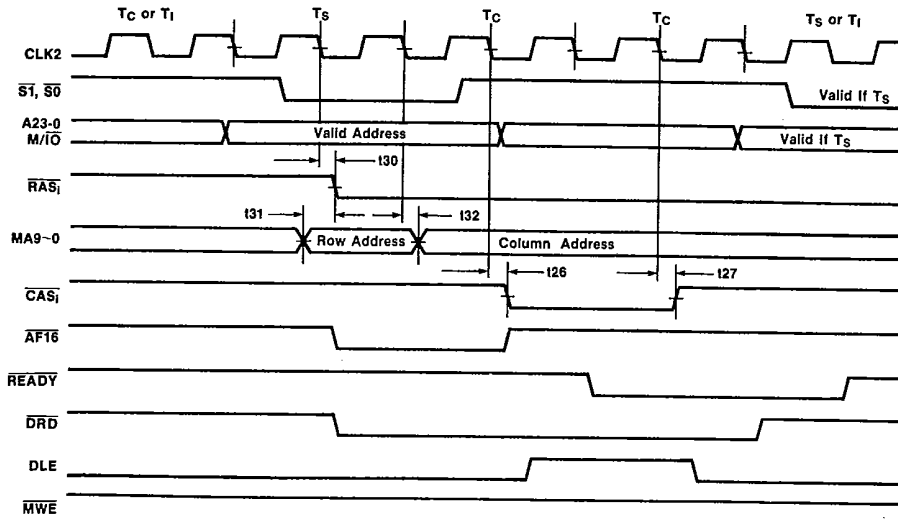 TC or TI TS TC TC TS or TI
CLK2
S1, S0 Valid If TS
A23-0
M/IO Valid Address Valid If TS
t30
RASi
t31 t32
MA9~0 Row Address Column Address
t26 t27
CASi
AF16
READY
DRD
DLE
MWE